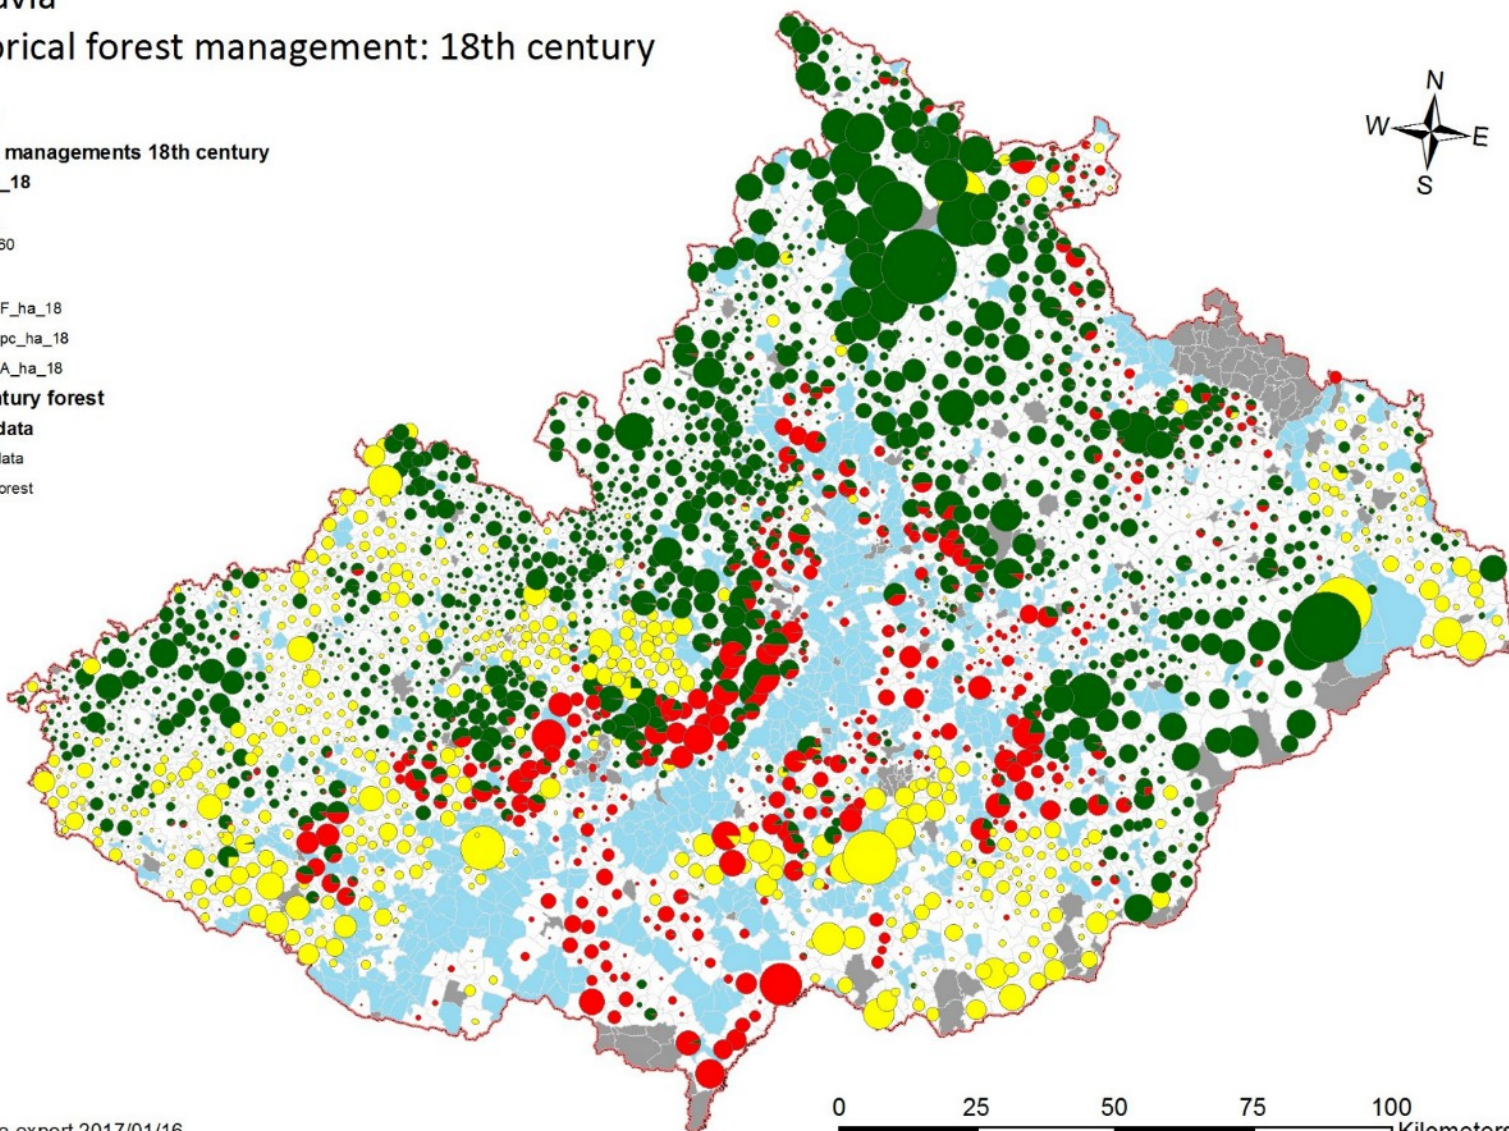 orical forest management: 18th century
managements 18th century
_18
60
F_ha_18
pc_ha_18
A_ha_18
tury forest
data
data
orest
N
W
E
S
0 25 50 75 100
Kilometers
export 2017/01/16